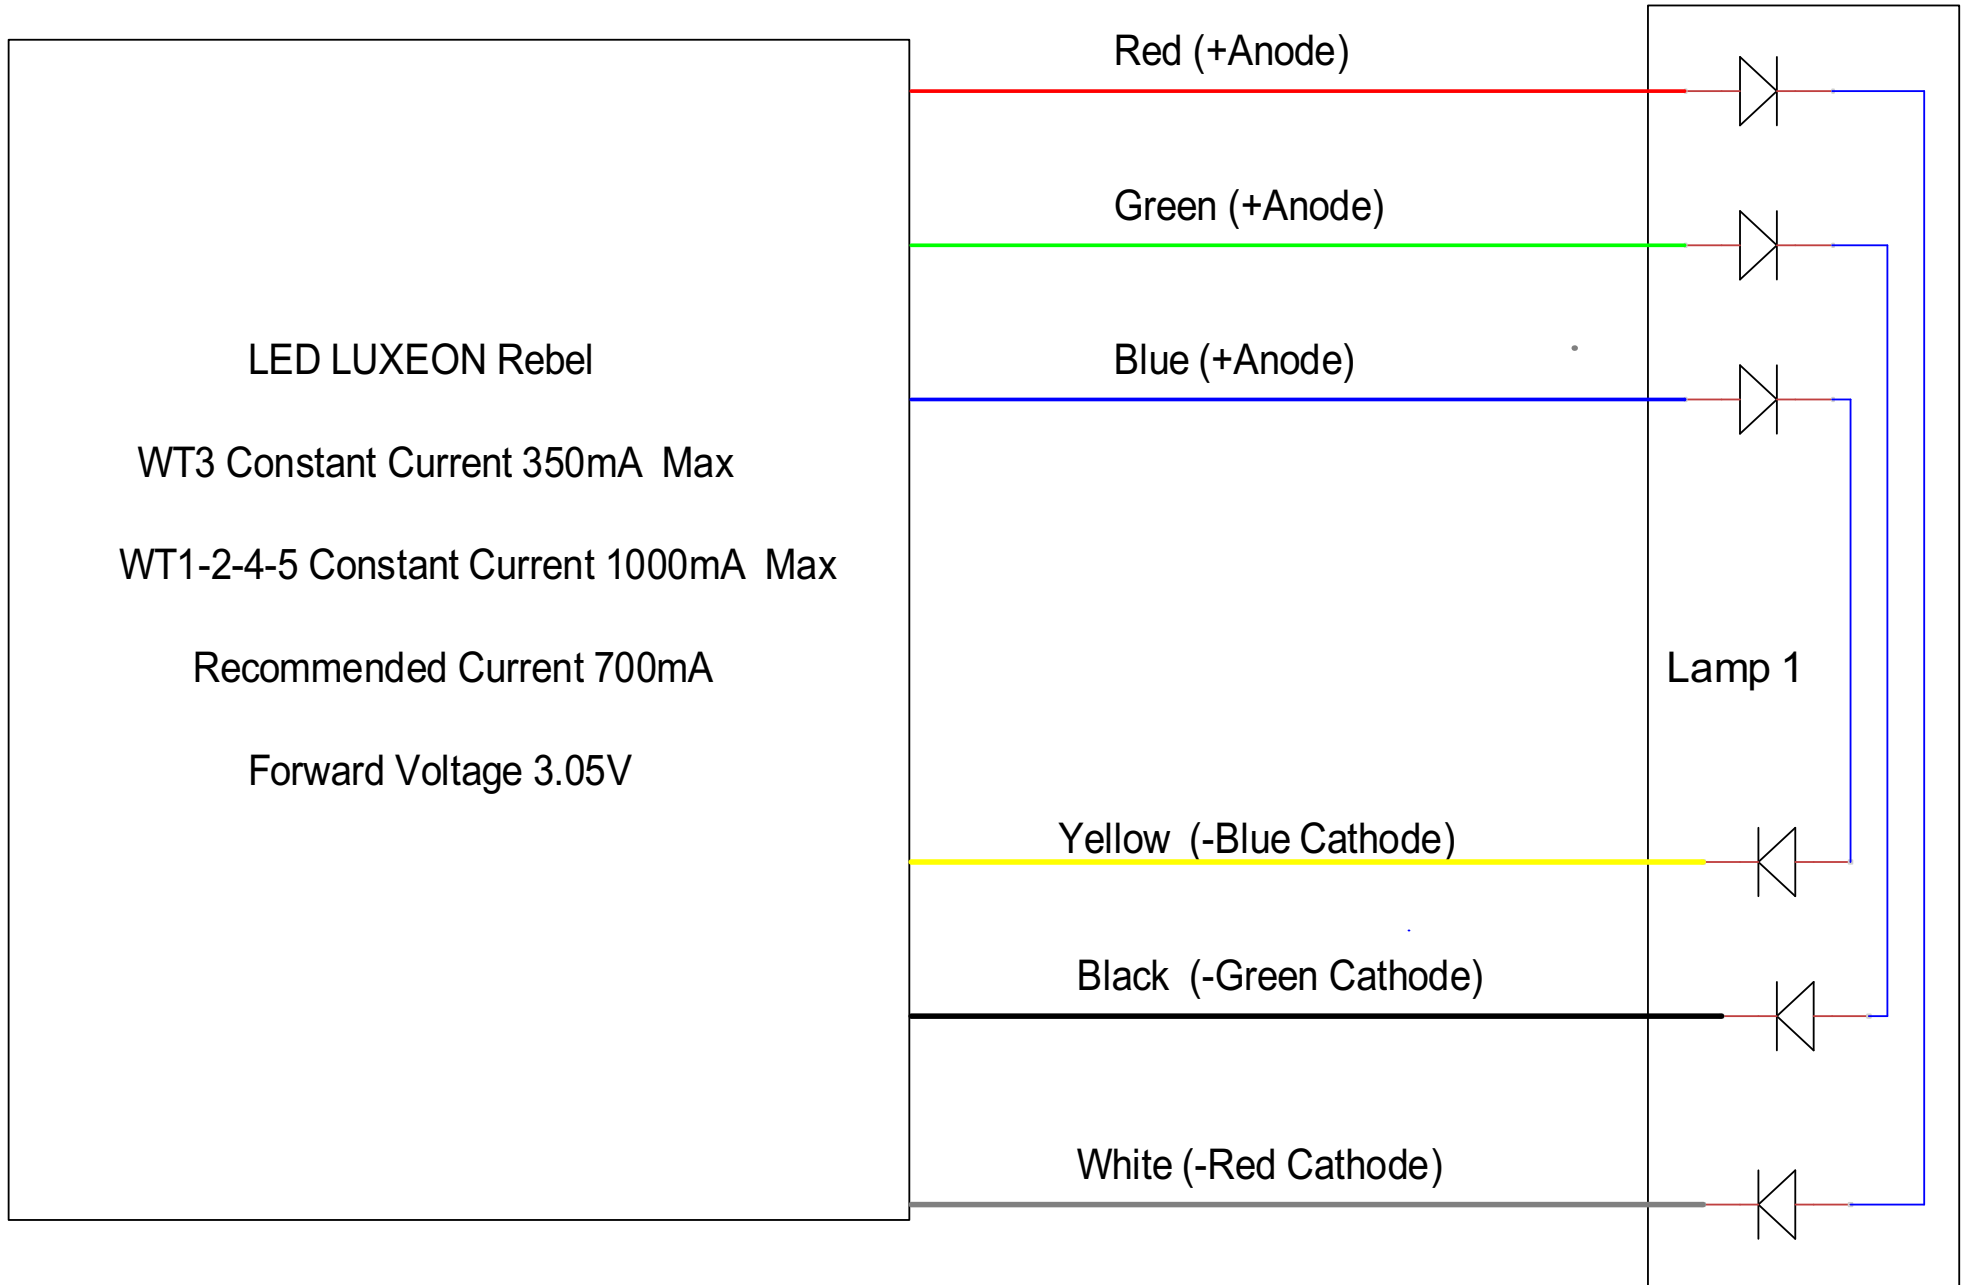 Red (+Anode)
Green (+Anode)
Blue (+Anode)
LED LUXEON Rebel
WT3 Constant Current 350mA  Max
WT1-2-4-5 Constant Current 1000mA  Max
Recommended Current 700mA
Forward Voltage 3.05V
Lamp 1
Yellow  (-Blue Cathode)
Black  (-Green Cathode)
White (-Red Cathode)